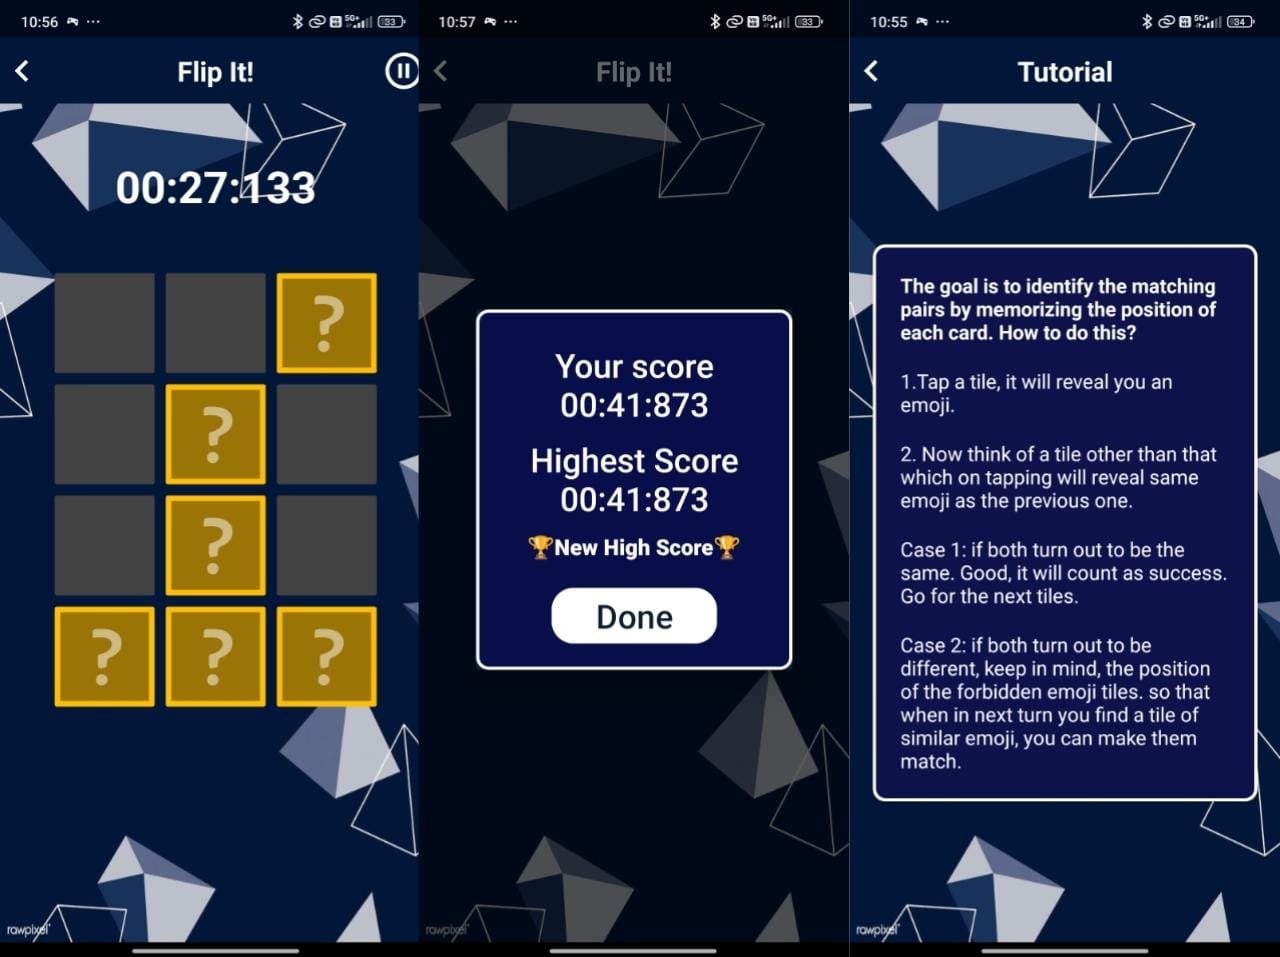 10:56 ...
5G+ 33
Flip It!
00:27:133
?
?
?
? ? ?
rawpixel
10:57 ...
5G+ 33
Flip It!
Your score
00:41:873
Highest Score
00:41:873
🏆New High Score🏆
Done
rawpixel
10:55 ...
5G+ 34
Tutorial
The goal is to identify the matching
pairs by memorizing the position of
each card. How to do this?
1.Tap a tile, it will reveal you an
emoji.
2. Now think of a tile other than that
which on tapping will reveal same
emoji as the previous one.
Case 1: if both turn out to be the
same. Good, it will count as success.
Go for the next tiles.
Case 2: if both turn out to be
different, keep in mind, the position
of the forbidden emoji tiles. so that
when in next turn you find a tile of
similar emoji, you can make them
match.
rawpixel